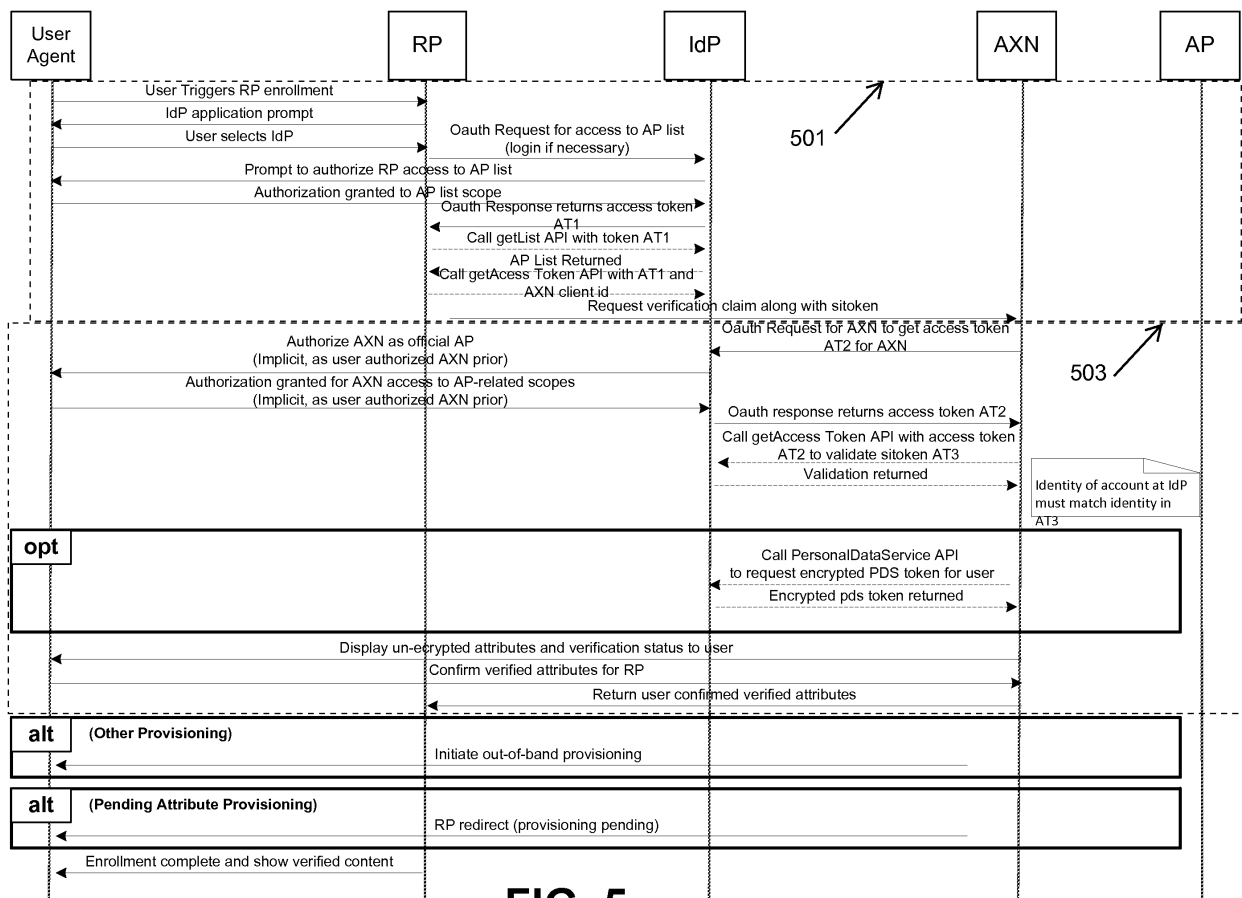 User
Agent
RP
IdP
AXN
AP
User Triggers RP enrollment
IdP application prompt
User selects IdP
Oauth Request for access to AP list
(login if necessary)
501
Prompt to authorize RP access to AP list
Authorization granted to AP list scope
Oauth Response returns access token
AT1
Call getList API with token AT1
AP List Returned
Call getAcess Token API with AT1 and
AXN client id
Request verification claim along with sitoken
Oauth Request for AXN to get access token
AT2 for AXN
503
Authorize AXN as official AP
(Implicit, as user authorized AXN prior)
Authorization granted for AXN access to AP-related scopes
(Implicit, as user authorized AXN prior)
Oauth response returns access token AT2
Call getAccess Token API with access token
AT2 to validate sitoken AT3
Validation returned
Identity of account at IdP
must match identity in
AT3
opt
Call PersonalDataService API
to request encrypted PDS token for user
Encrypted pds token returned
Display un-ecrypted attributes and verification status to user
Confirm verified attributes for RP
Return user confirmed verified attributes
alt
(Other Provisioning)
Initiate out-of-band provisioning
alt
(Pending Attribute Provisioning)
RP redirect (provisioning pending)
Enrollment complete and show verified content
FIG. 5